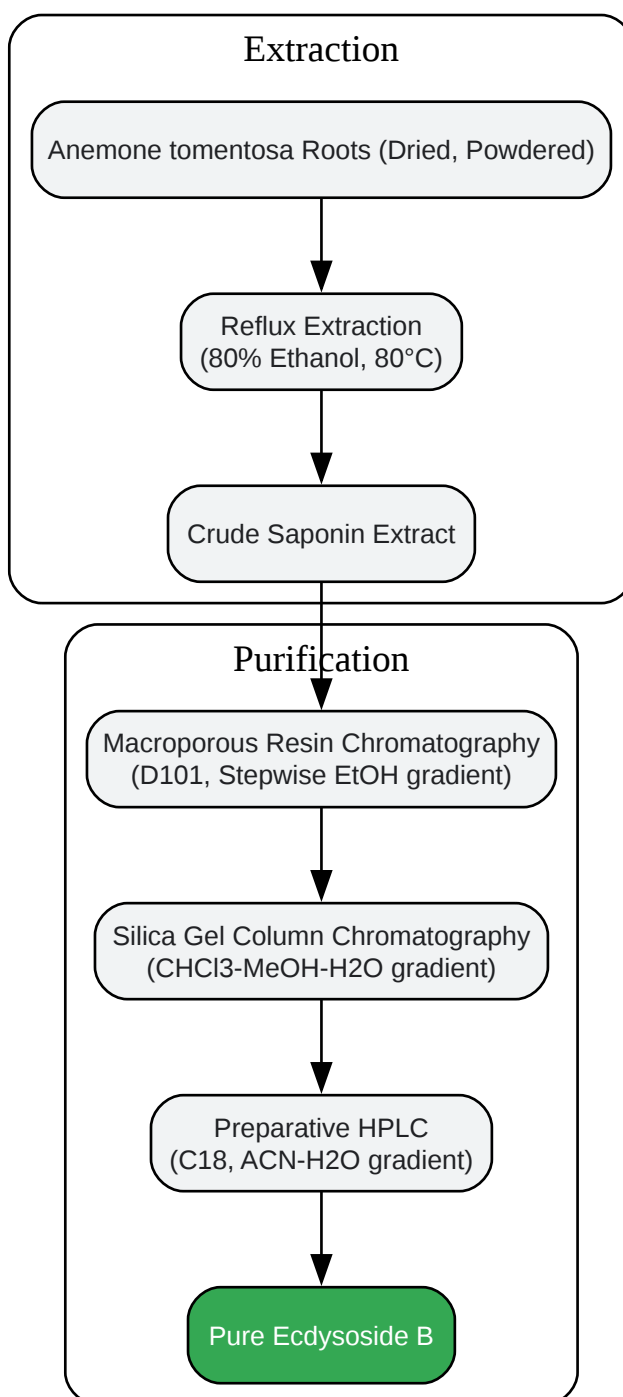 Extraction
Anemone tomentosa Roots (Dried, Powdered)
Reflux Extraction
(80% Ethanol, 80°C)
Crude Saponin Extract
Purification
Macroporous Resin Chromatography
(D101, Stepwise EtOH gradient)
Silica Gel Column Chromatography
(CHCl3-MeOH-H2O gradient)
Preparative HPLC
(C18, ACN-H2O gradient)
Pure Ecdysoside B